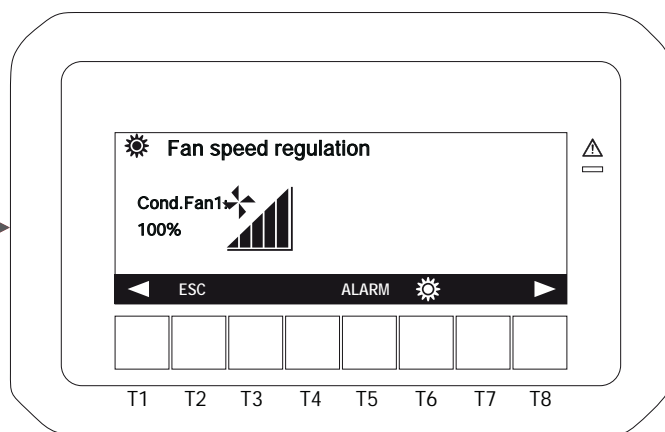 Fan speed regulation
Cond.Fan1:
100%
ESC ALARM
T1 T2 T3 T4 T5 T6 T7 T8